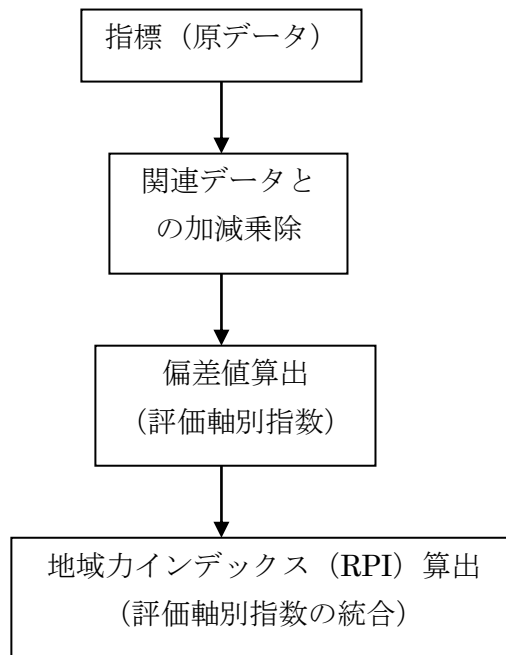 指標（原データ）
関連データと
の加減乗除
偏差値算出
（評価軸別指数）
地域力インデックス（RPI）算出
（評価軸別指数の統合）